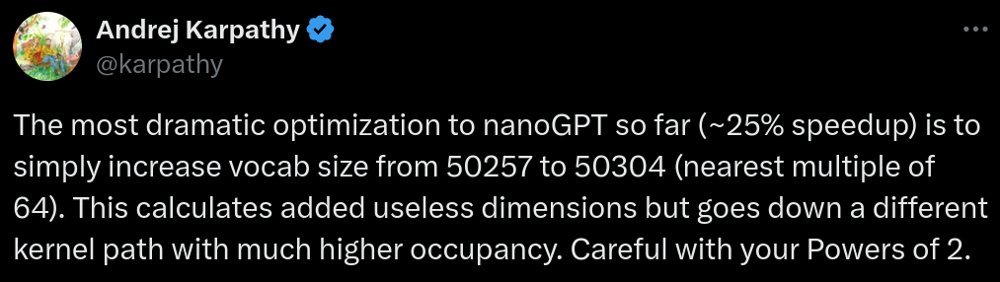 Andrej Karpathy
@karpathy
The most dramatic optimization to nanoGPT so far (~25% speedup) is to
simply increase vocab size from 50257 to 50304 (nearest multiple of
64). This calculates added useless dimensions but goes down a different
kernel path with much higher occupancy. Careful with your Powers of 2.